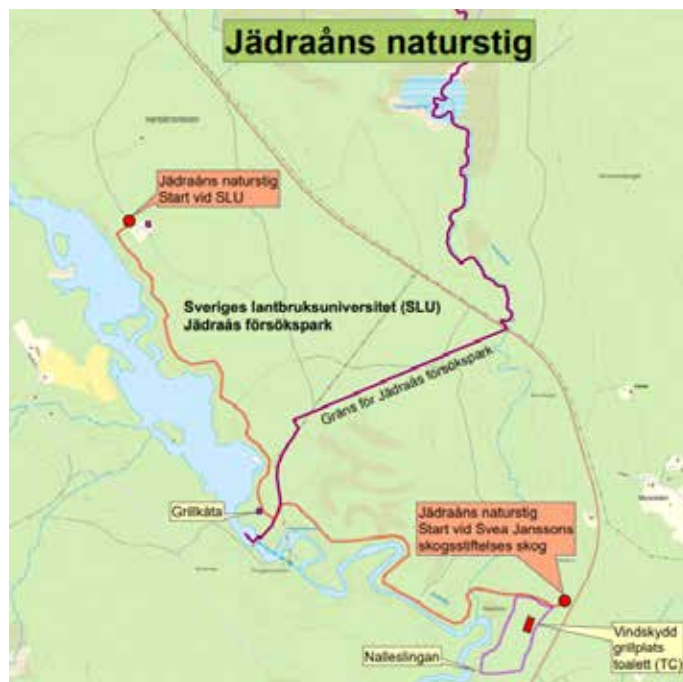 Jädraåns naturstig
Jädraåns naturstig
Start vid SLU
Sveriges lantbruksuniversitet (SLU)
Jädraås försökspark
Gräns för Jädraås försökspark
Grillkåta
Jädraåns naturstig
Start vid Svea Janssons
skogsstiftelses skog
Nalleslingan
Vindskydd
grillplats
toalett (TC)